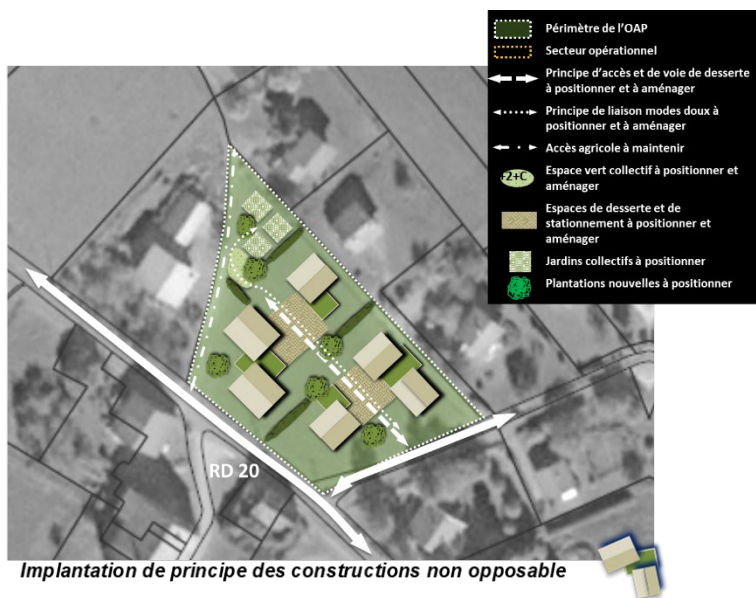 Périmètre de l'OAP
Secteur opérationnel
Principe d'accès et de voie de desserte
à positionner et à aménager
Principe de liaison modes doux à
positionner et à aménager
Accès agricole à maintenir
+2+C
Espace vert collectif à positionner et
aménager
Espaces de desserte et de
stationnement à positionner et
aménager
Jardins collectifs à positionner
Plantations nouvelles à positionner
RD 20
Implantation de principe des constructions non opposable